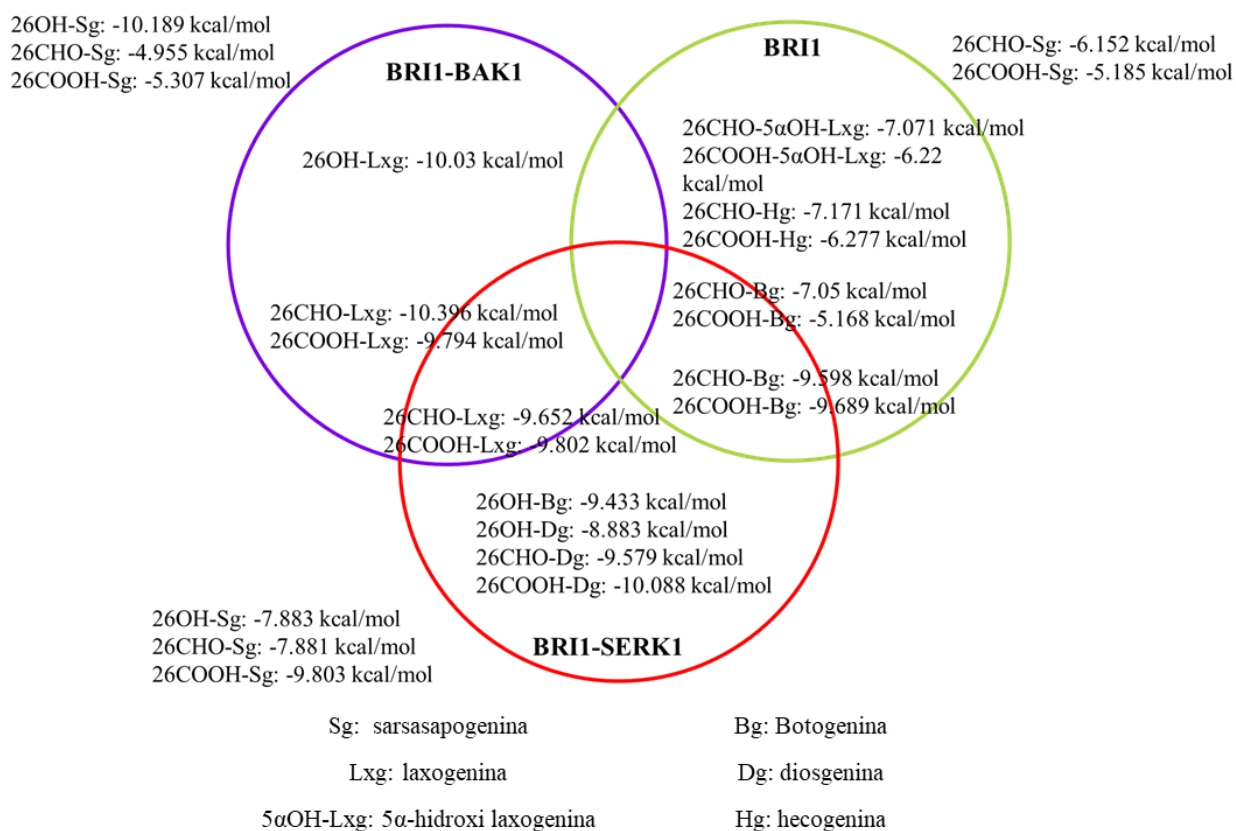 26OH-Sg: -10.189 kcal/mol
26CHO-Sg: -4.955 kcal/mol
26COOH-Sg: -5.307 kcal/mol
BRI1-BAK1
BRI1
26CHO-Sg: -6.152 kcal/mol
26COOH-Sg: -5.185 kcal/mol
26OH-Lxg: -10.03 kcal/mol
26CHO-5αOH-Lxg: -7.071 kcal/mol
26COOH-5αOH-Lxg: -6.22
kcal/mol
26CHO-Hg: -7.171 kcal/mol
26COOH-Hg: -6.277 kcal/mol
26CHO-Lxg: -10.396 kcal/mol
26COOH-Lxg: -9.794 kcal/mol
26CHO-Bg: -7.05 kcal/mol
26COOH-Bg: -5.168 kcal/mol
26CHO-Bg: -9.598 kcal/mol
26COOH-Bg: -9.689 kcal/mol
26CHO-Lxg: -9.652 kcal/mol
26COOH-Lxg: -9.802 kcal/mol
26OH-Bg: -9.433 kcal/mol
26OH-Dg: -8.883 kcal/mol
26CHO-Dg: -9.579 kcal/mol
26COOH-Dg: -10.088 kcal/mol
26OH-Sg: -7.883 kcal/mol
26CHO-Sg: -7.881 kcal/mol
26COOH-Sg: -9.803 kcal/mol
BRI1-SERK1
Sg: sarsasapogenina
Bg: Botogenina
Lxg: laxogenina
Dg: diosgenina
5αOH-Lxg: 5α-hidroxi laxogenina
Hg: hecogenina